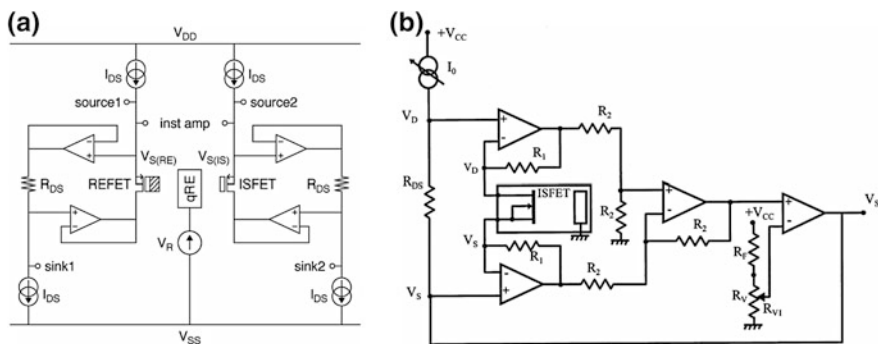 (a)
V_DD
I_DS
I_DS
source1
source2
inst amp
V_S(RE)
V_S(IS)
+
-
-
+
R_DS
REFET
qRE
ISFET
R_DS
+
-
-
+
V_R
sink1
sink2
I_DS
I_DS
V_SS
(b)
+V_CC
I_0
V_D
+
-
R_2
R_1
V_D
R_DS
ISFET
R_2
+
-
R_2
+V_CC
+
-
V_S
V_S
R_1
R_F
V_S
-
+
R_2
R_V
R_V1